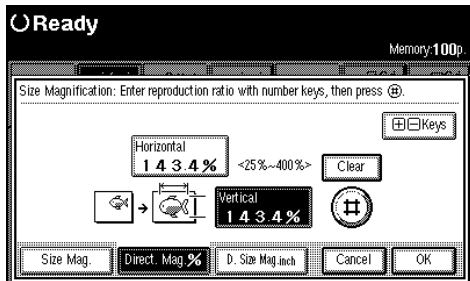 Ready
Memory:100p.
Size Magnification: Enter reproduction ratio with number keys, then press (#).
⊞⊟Keys
Horizontal
143.4% <25%~400%> Clear
Vertical
143.4% #
Size Mag. Direct. Mag.% D. Size Mag.inch Cancel OK